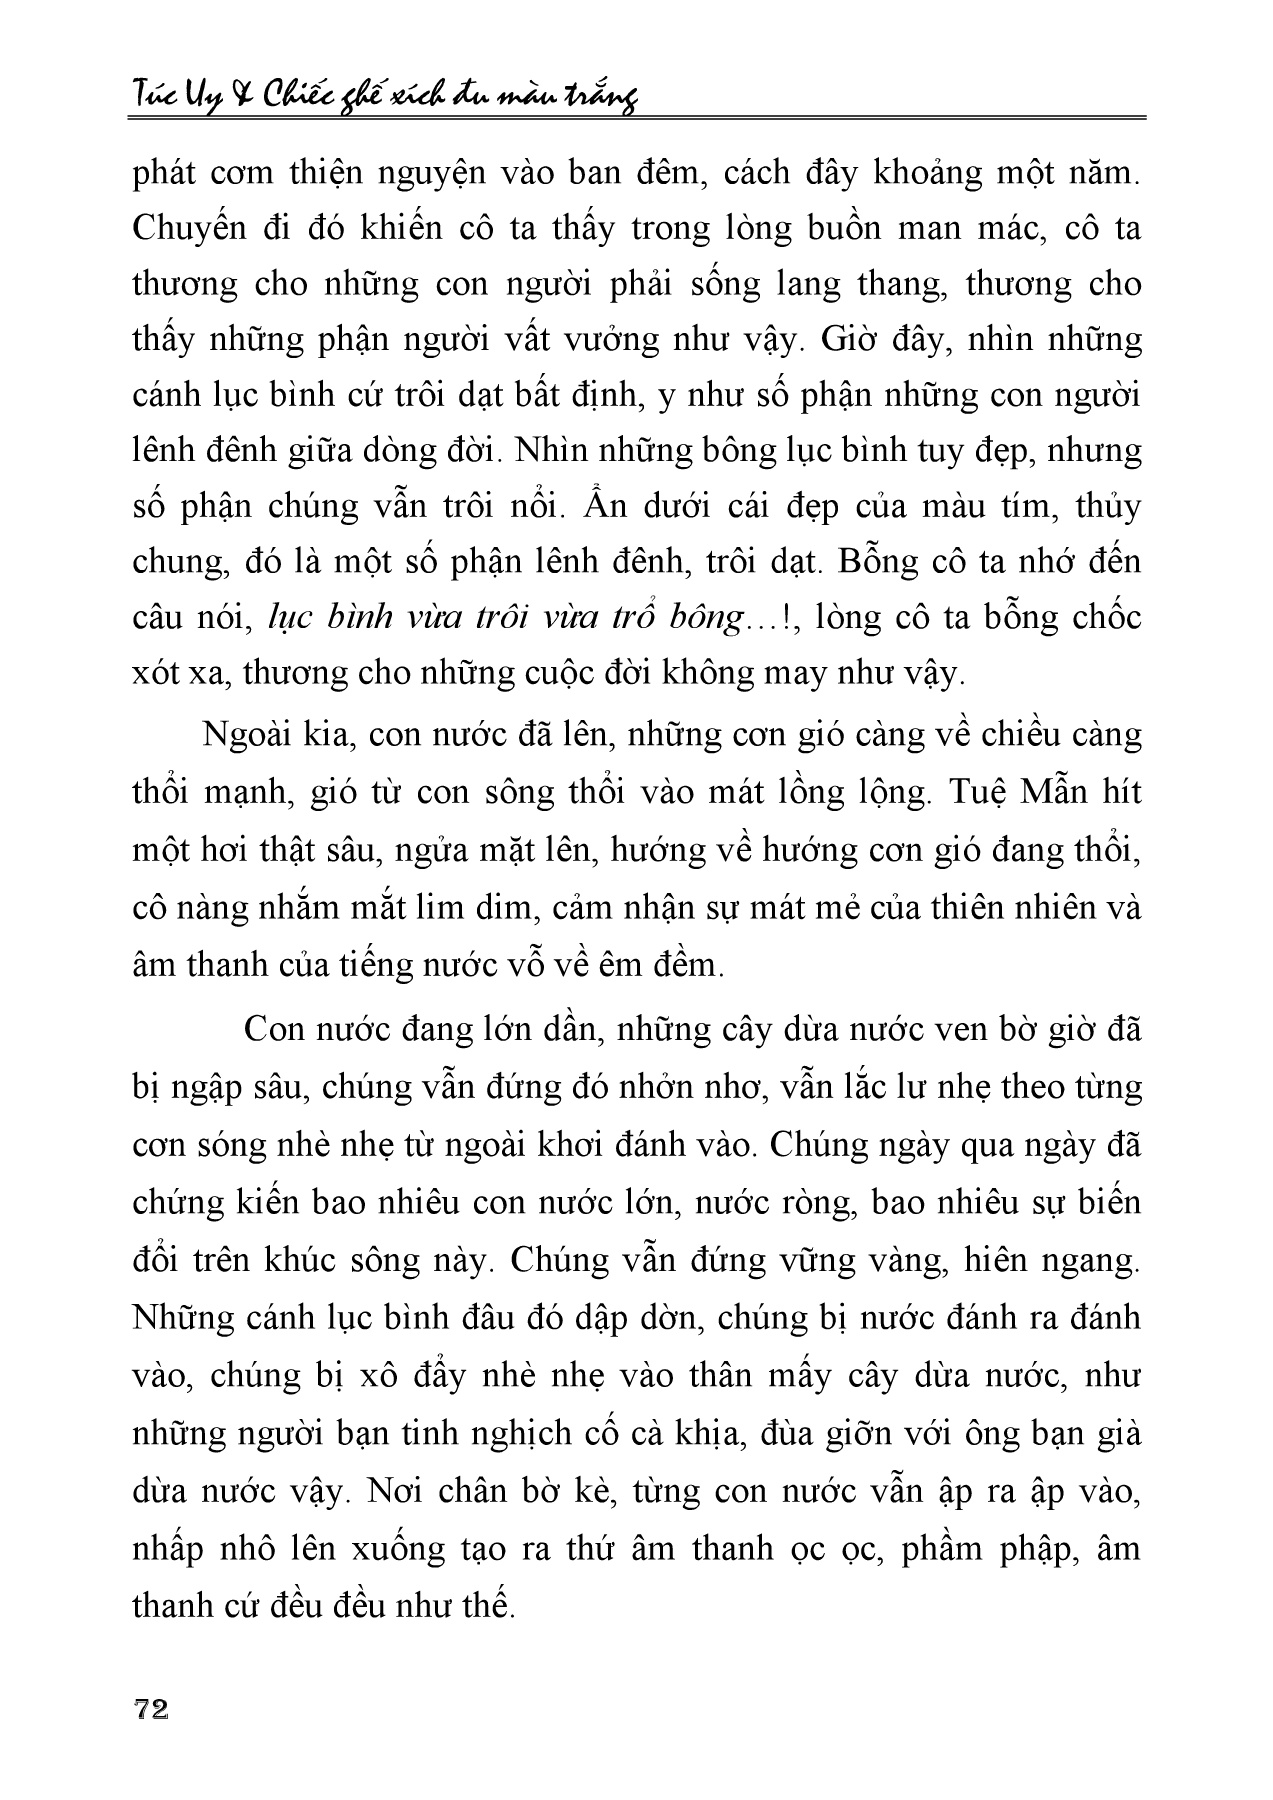 Túc Uy & Chiếc ghế xích đu màu trắng
phát cơm thiện nguyện vào ban đêm, cách đây khoảng một năm.
Chuyến đi đó khiến cô ta thấy trong lòng buồn man mác, cô ta
thương cho những con người phải sống lang thang, thương cho
thấy những phận người vất vưởng như vậy. Giờ đây, nhìn những
cánh lục bình cứ trôi dạt bất định, y như số phận những con người
lênh đênh giữa dòng đời. Nhìn những bông lục bình tuy đẹp, nhưng
số phận chúng vẫn trôi nổi. Ẩn dưới cái đẹp của màu tím, thủy
chung, đó là một số phận lênh đênh, trôi dạt. Bỗng cô ta nhớ đến
câu nói, lục bình vừa trôi vừa trổ bông…!, lòng cô ta bỗng chốc
xót xa, thương cho những cuộc đời không may như vậy.
Ngoài kia, con nước đã lên, những cơn gió càng về chiều càng
thổi mạnh, gió từ con sông thổi vào mát lồng lộng. Tuệ Mẫn hít
một hơi thật sâu, ngửa mặt lên, hướng về hướng cơn gió đang thổi,
cô nàng nhắm mắt lim dim, cảm nhận sự mát mẻ của thiên nhiên và
âm thanh của tiếng nước vỗ về êm đềm.
Con nước đang lớn dần, những cây dừa nước ven bờ giờ đã
bị ngập sâu, chúng vẫn đứng đó nhởn nhơ, vẫn lắc lư nhẹ theo từng
cơn sóng nhè nhẹ từ ngoài khơi đánh vào. Chúng ngày qua ngày đã
chứng kiến bao nhiêu con nước lớn, nước ròng, bao nhiêu sự biến
đổi trên khúc sông này. Chúng vẫn đứng vững vàng, hiên ngang.
Những cánh lục bình đâu đó dập dờn, chúng bị nước đánh ra đánh
vào, chúng bị xô đẩy nhè nhẹ vào thân mấy cây dừa nước, như
những người bạn tinh nghịch cố cà khịa, đùa giỡn với ông bạn già
dừa nước vậy. Nơi chân bờ kè, từng con nước vẫn ập ra ập vào,
nhấp nhô lên xuống tạo ra thứ âm thanh ọc ọc, phầm phập, âm
thanh cứ đều đều như thế.
72